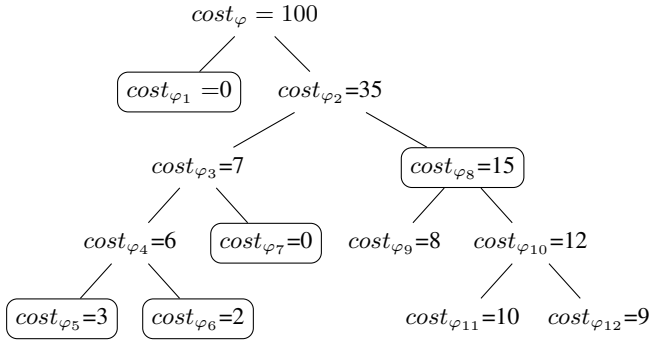 cost_φ = 100
cost_φ₁ =0 cost_φ₂=35
cost_φ₃=7 cost_φ₈=15
cost_φ₄=6 cost_φ₇=0 cost_φ₉=8 cost_φ₁₀=12
cost_φ₅=3 cost_φ₆=2 cost_φ₁₁=10 cost_φ₁₂=9